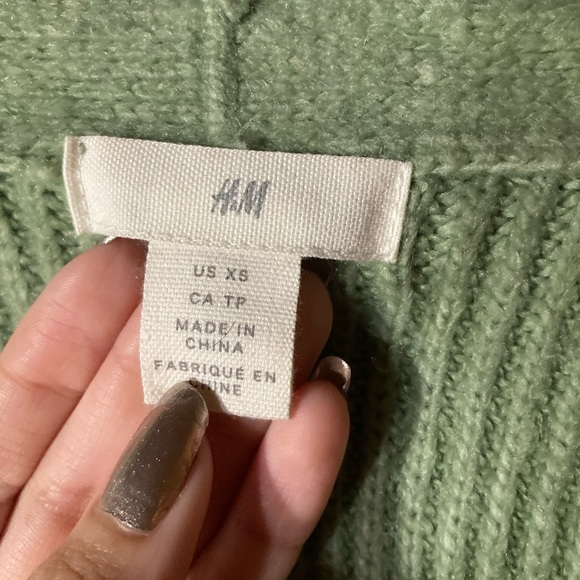 H&M
US XS
CA TP
MADE IN
CHINA
FABRIQUÉ EN
CHINE